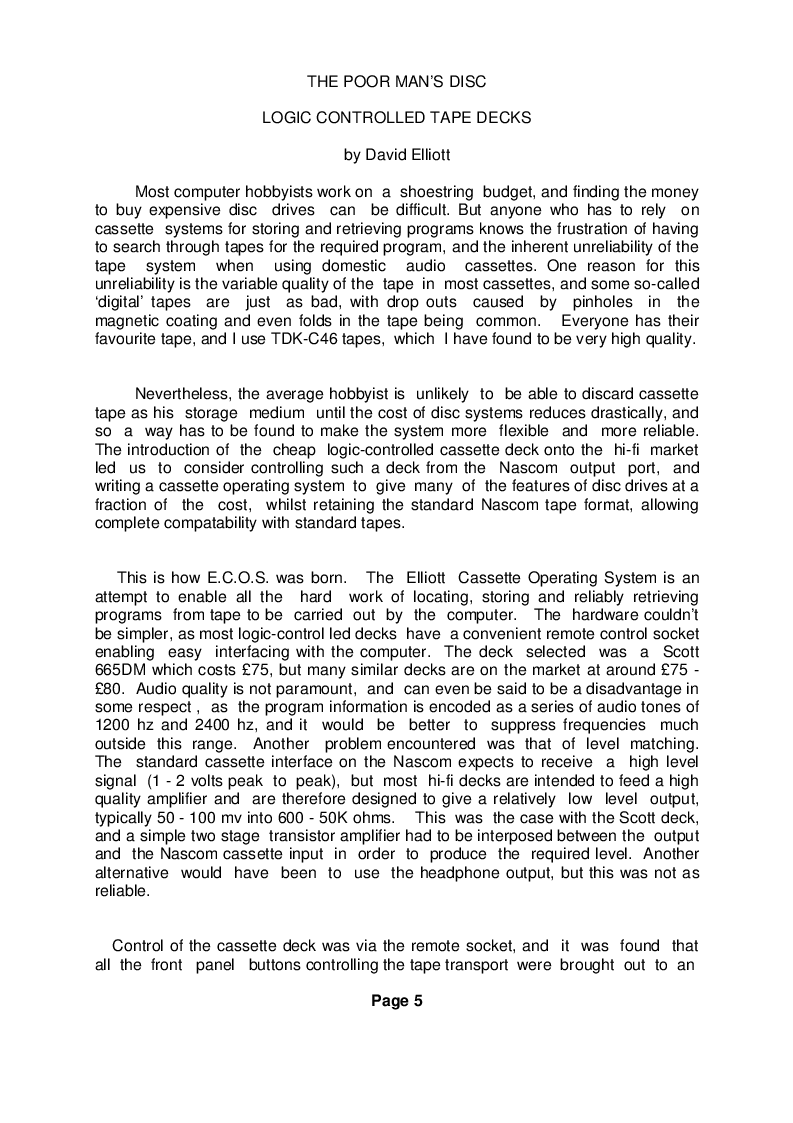 THE POOR MAN'S DISC
LOGIC CONTROLLED TAPE DECKS
by David Elliott
Most computer hobbyists work on a shoestring budget, and finding the money
to buy expensive disc drives can be difficult. But anyone who has to rely on
cassette systems for storing and retrieving programs knows the frustration of having
to search through tapes for the required program, and the inherent unreliability of the
tape system when using domestic audio cassettes. One reason for this
unreliability is the variable quality of the tape in most cassettes, and some so-called
‘digital’ tapes are just as bad, with drop outs caused by pinholes in the
magnetic coating and even folds in the tape being common. Everyone has their
favourite tape, and I use TDK-C46 tapes, which I have found to be very high quality.
Nevertheless, the average hobbyist is unlikely to be able to discard cassette
tape as his storage medium until the cost of disc systems reduces drastically, and
so a way has to be found to make the system more flexible and more reliable.
The introduction of the cheap logic-controlled cassette deck onto the hi-fi market
led us to consider controlling such a deck from the Nascom output port, and
writing a cassette operating system to give many of the features of disc drives at a
fraction of the cost, whilst retaining the standard Nascom tape format, allowing
complete compatability with standard tapes.
This is how E.C.O.S. was born. The Elliott Cassette Operating System is an
attempt to enable all the hard work of locating, storing and reliably retrieving
programs from tape to be carried out by the computer. The hardware couldn't
be simpler, as most logic-control led decks have a convenient remote control socket
enabling easy interfacing with the computer. The deck selected was a Scott
665DM which costs £75, but many similar decks are on the market at around £75 -
£80. Audio quality is not paramount, and can even be said to be a disadvantage in
some respect , as the program information is encoded as a series of audio tones of
1200 hz and 2400 hz, and it would be better to suppress frequencies much
outside this range. Another problem encountered was that of level matching.
The standard cassette interface on the Nascom expects to receive a high level
signal (1 - 2 volts peak to peak), but most hi-fi decks are intended to feed a high
quality amplifier and are therefore designed to give a relatively low level output,
typically 50 - 100 mv into 600 - 50K ohms. This was the case with the Scott deck,
and a simple two stage transistor amplifier had to be interposed between the output
and the Nascom cassette input in order to produce the required level. Another
alternative would have been to use the headphone output, but this was not as
reliable.
Control of the cassette deck was via the remote socket, and it was found that
all the front panel buttons controlling the tape transport were brought out to an
Page 5